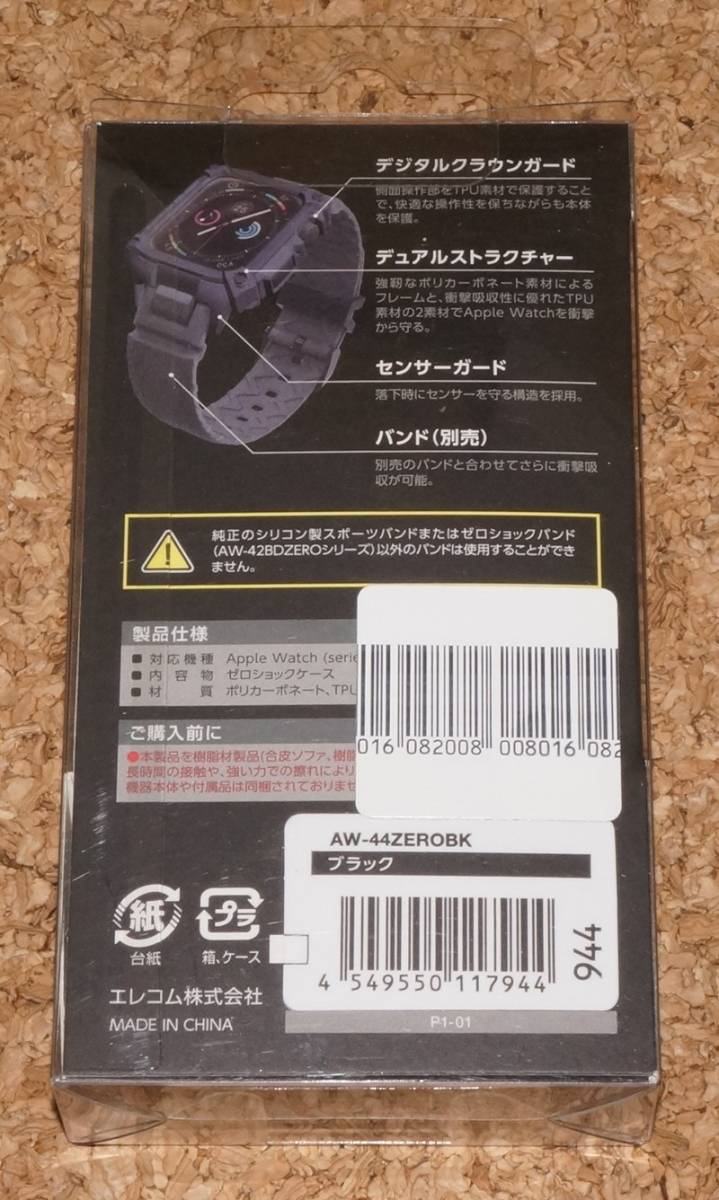 デジタルクラウンガード
側面操作部をTPU素材で保護すること
で、快適な操作性を保ちながらも本体
を保護。
デュアルストラクチャー
強靭なポリカーボネート素材による
フレームと、衝撃吸収性に優れたTPU
素材の2素材でApple Watchを衝撃
から守る。
センサーガード
落下時にセンサーを守る構造を採用。
バンド(別売)
別売のバンドと合わせてさらに衝撃吸
収が可能。
純正のシリコン製スポーツバンドまたはゼロショックバンド
(AW-42BDZEROシリーズ)以外のバンドは使用することができ
ません。
製品仕様
■対応機種 Apple Watch (serie
■内容物 ゼロショックケース
■材質 ポリカーボネート、TPU
016 082008 008016 082
ご購入前に
●本製品を樹脂材製品(合皮ソファ、樹脂
長時間の接触や、強い力での擦れにより
機器本体や付属品は同梱されておりませ
AW-44ZEROBK
ブラック
4 549550 117944
944
紙
台紙
プラ
箱、ケース
エレコム株式会社
MADE IN CHINA
P1-01